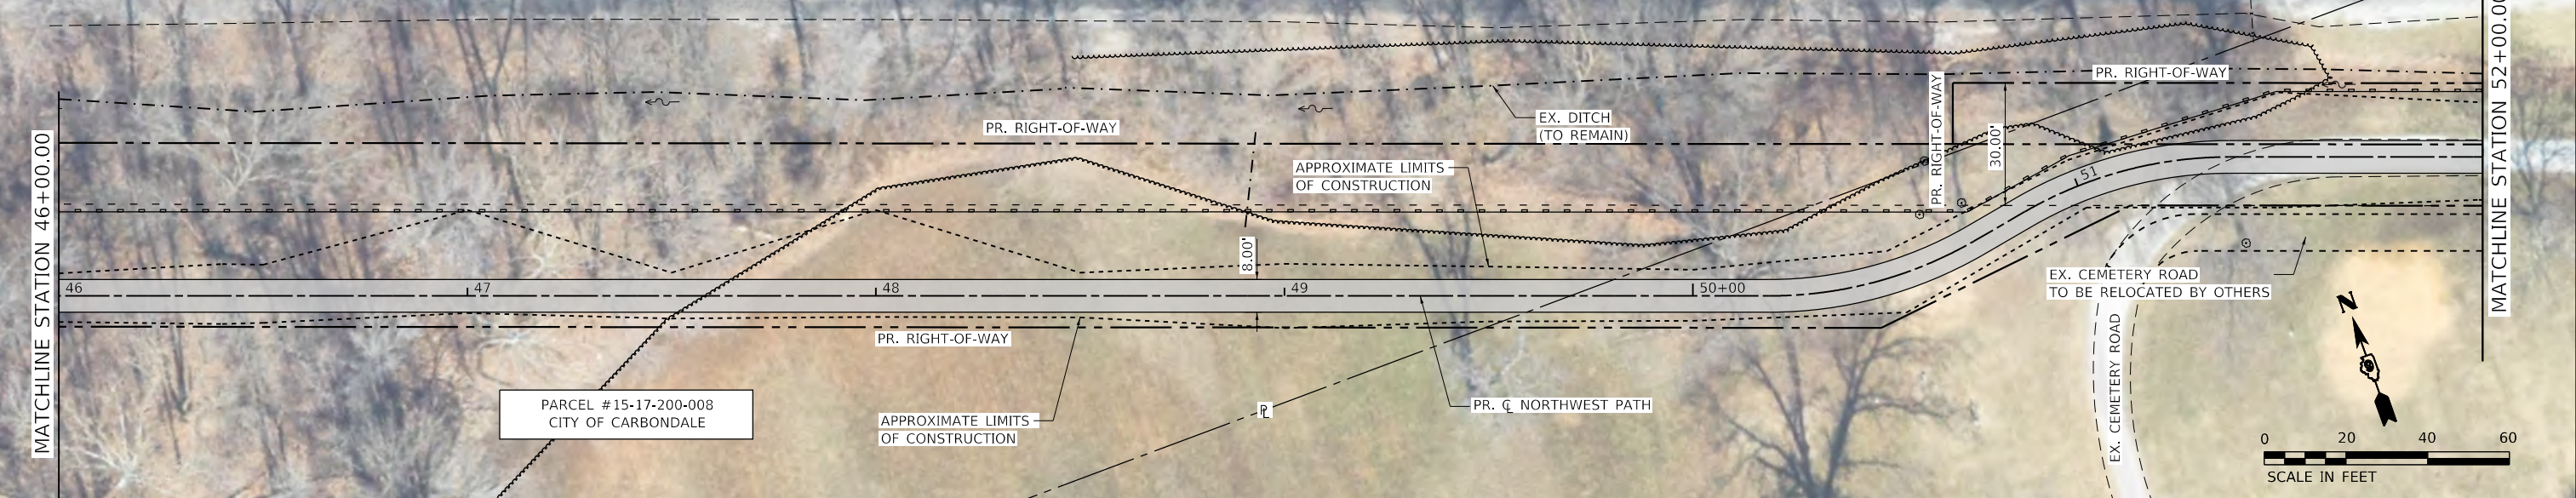 MATCHLINE STATION 46+00.00
PR. RIGHT-OF-WAY
EX. DITCH
(TO REMAIN)
APPROXIMATE LIMITS
OF CONSTRUCTION
PR. RIGHT-OF-WAY
PR. RIGHT-OF-WAY
30.00'
8.00'
46
47
48
49
50+00
51
PR. RIGHT-OF-WAY
EX. CEMETERY ROAD
TO BE RELOCATED BY OTHERS
EX. CEMETERY ROAD
PARCEL #15-17-200-008
CITY OF CARBONDALE
APPROXIMATE LIMITS
OF CONSTRUCTION
PL
PR. CL NORTHWEST PATH
N
0 20 40 60
SCALE IN FEET
MATCHLINE STATION 52+00.00